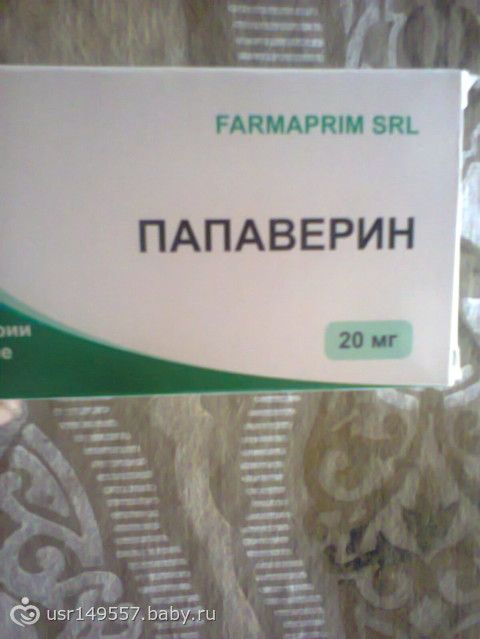 FARMAPRIM SRL
ПАПАВЕРИН
20 мг
usr149557.baby.ru